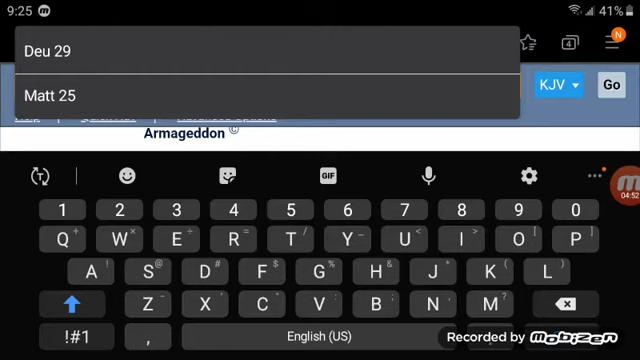 9:25
41%
Deu 29
4
N
Matt 25
KJV
Go
Armageddon ©
GIF
04:52
1 2 3 4 5 6 7 8 9 0
Q + W × E ÷ R = T / Y _ U < I > O [ P ]
A ! S @ D # F $ G % H & J * K ( L )
Z - X ' C " V : B ; N , M ?
!#1 , English (US)
Recorded by MOBIZEN